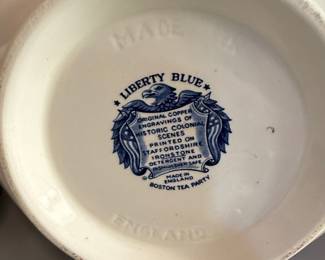 MADE
★ LIBERTY BLUE ★
ORIGINAL COPPER
ENGRAVINGS OF
HISTORIC COLONIAL
SCENES
PRINTED ON
STAFFORDSHIRE
IRONSTONE
DETERGENT AND
DISHWASHER SAFE
MADE IN
ENGLAND
BOSTON TEA PARTY
ENGLAND